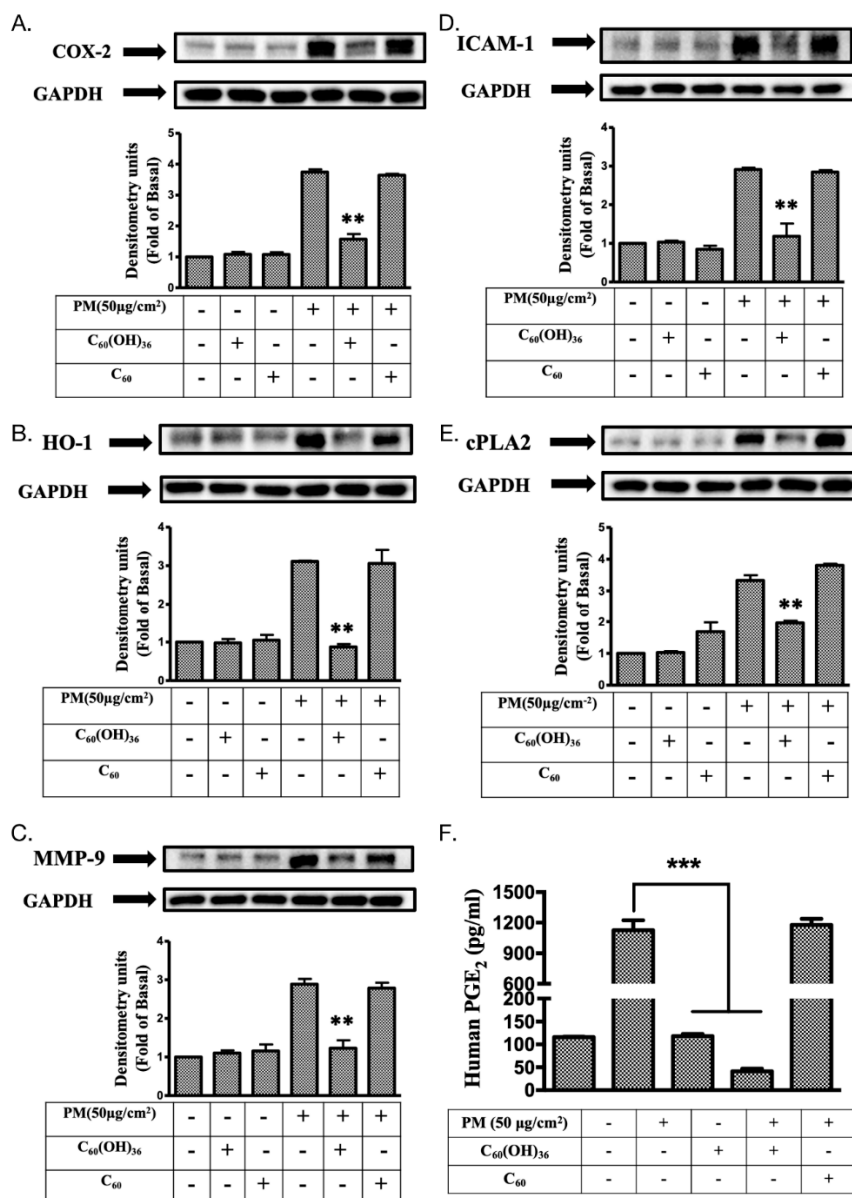 A.
COX-2
GAPDH
Densitometry units
(Fold of Basal)
5
4
3
2
1
0
**
PM(50µg/cm²) - - - + + +
C₆₀(OH)₃₆ - + - - + -
C₆₀ - - + - - +
B.
HO-1
GAPDH
Densitometry units
(Fold of Basal)
4
3
2
1
0
**
PM(50µg/cm²) - - - + + +
C₆₀(OH)₃₆ - + - - + -
C₆₀ - - + - - +
C.
MMP-9
GAPDH
Densitometry units
(Fold of Basal)
4
3
2
1
0
**
PM(50µg/cm²) - - - + + +
C₆₀(OH)₃₆ - + - - + -
C₆₀ - - + - - +
D.
ICAM-1
GAPDH
Densitometry units
(Fold of Basal)
4
3
2
1
0
**
PM(50µg/cm²) - - - + + +
C₆₀(OH)₃₆ - + - - + -
C₆₀ - - + - - +
E.
cPLA2
GAPDH
Densitometry units
(Fold of Basal)
5
4
3
2
1
0
**
PM(50µg/cm⁻²) - - - + + +
C₆₀(OH)₃₆ - + - - + -
C₆₀ - - + - - +
F.
Human PGE₂ (pg/ml)
1500
1200
900
600
200
150
100
50
0
***
PM (50 µg/cm²) - + - + +
C₆₀(OH)₃₆ - - + + -
C₆₀ - - - - +